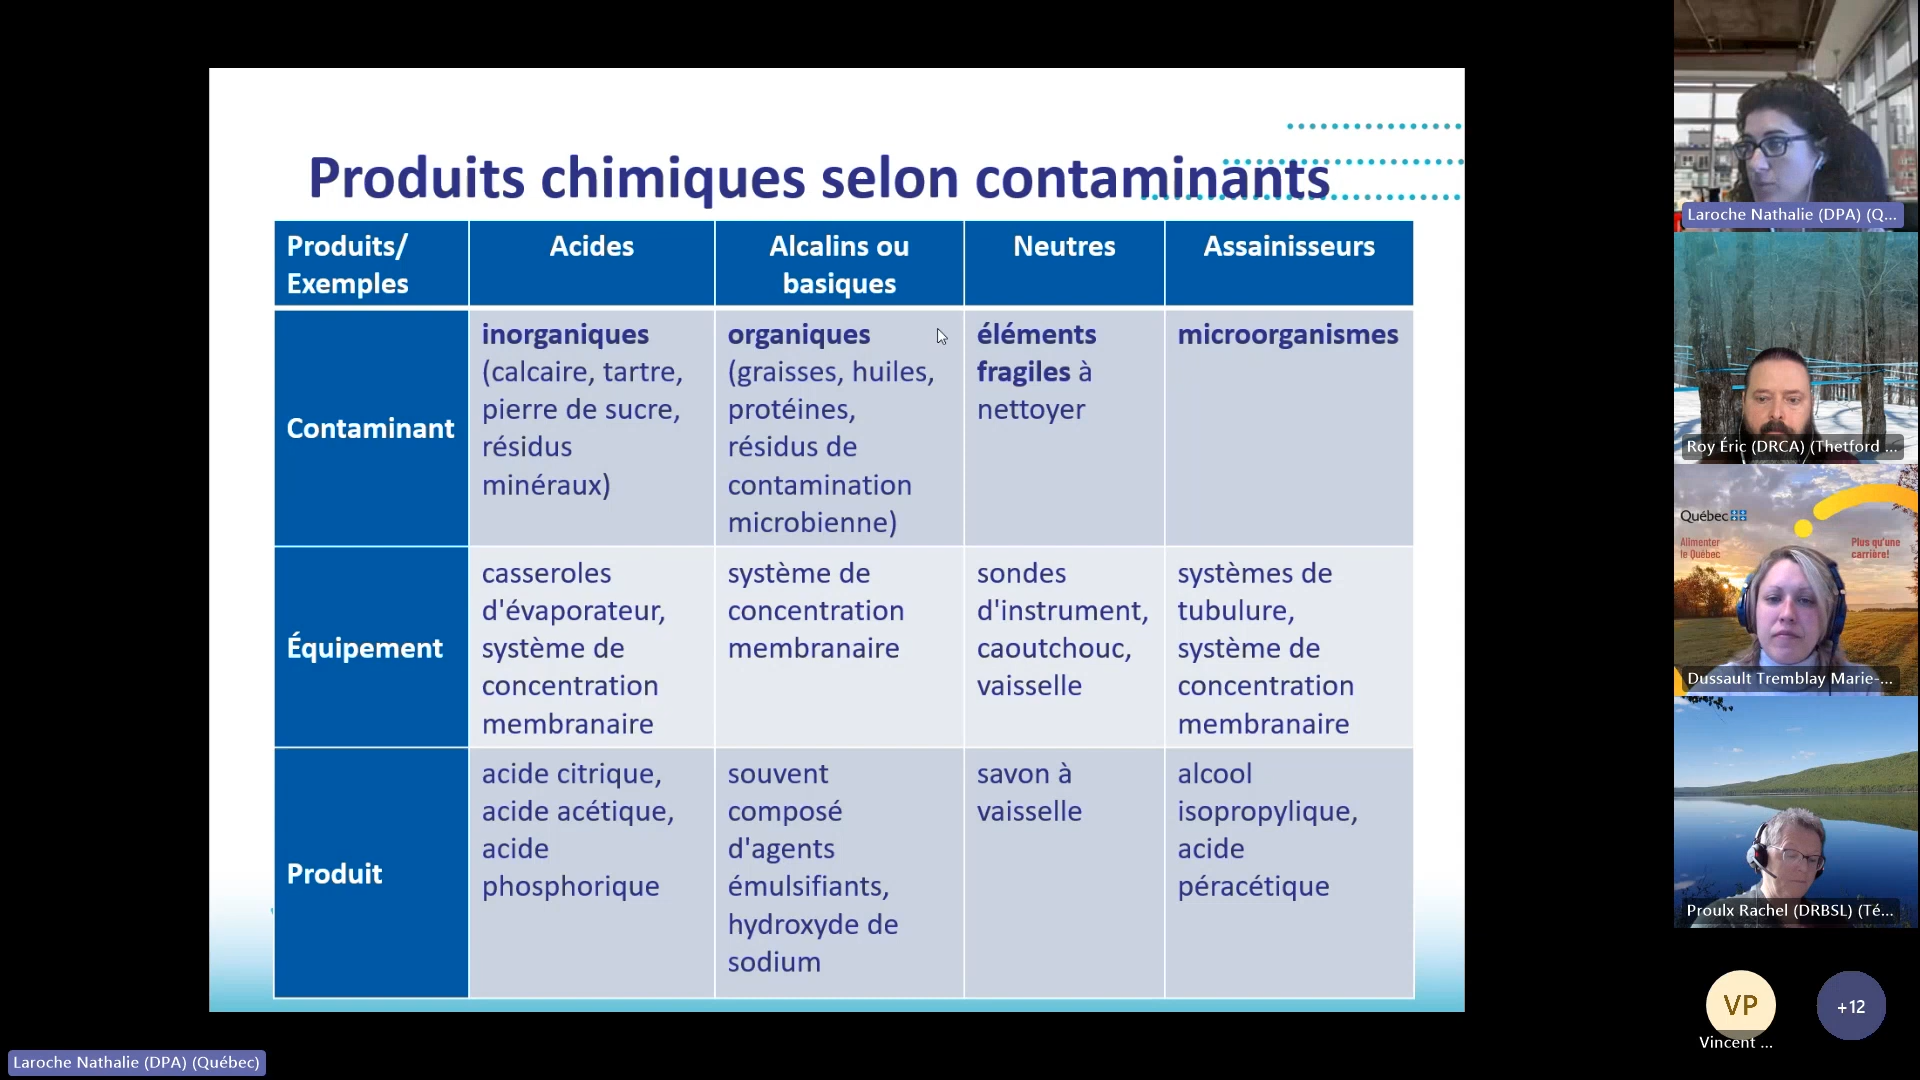 Produits chimiques selon contaminants
Produits/
Exemples
Acides
Alcalins ou
basiques
Neutres
Assainisseurs
Contaminant
inorganiques
(calcaire, tartre,
pierre de sucre,
résidus
minéraux)
organiques
(graisses, huiles,
protéines,
résidus de
contamination
microbienne)
éléments
fragiles à
nettoyer
microorganismes
Équipement
casseroles
d'évaporateur,
système de
concentration
membranaire
système de
concentration
membranaire
sondes
d'instrument,
caoutchouc,
vaisselle
systèmes de
tubulure,
système de
concentration
membranaire
Produit
acide citrique,
acide acétique,
acide
phosphorique
souvent
composé
d'agents
émulsifiants,
hydroxyde de
sodium
savon à
vaisselle
alcool
isopropylique,
acide
péracétique
Laroche Nathalie (DPA) (Q...
Roy Éric (DRCA) (Thetford ...
Québec
Alimenter
le Québec
Plus qu'une
carrière!
Dussault Tremblay Marie-...
Proulx Rachel (DRBSL) (Té...
VP
+12
Vincent ...
Laroche Nathalie (DPA) (Québec)